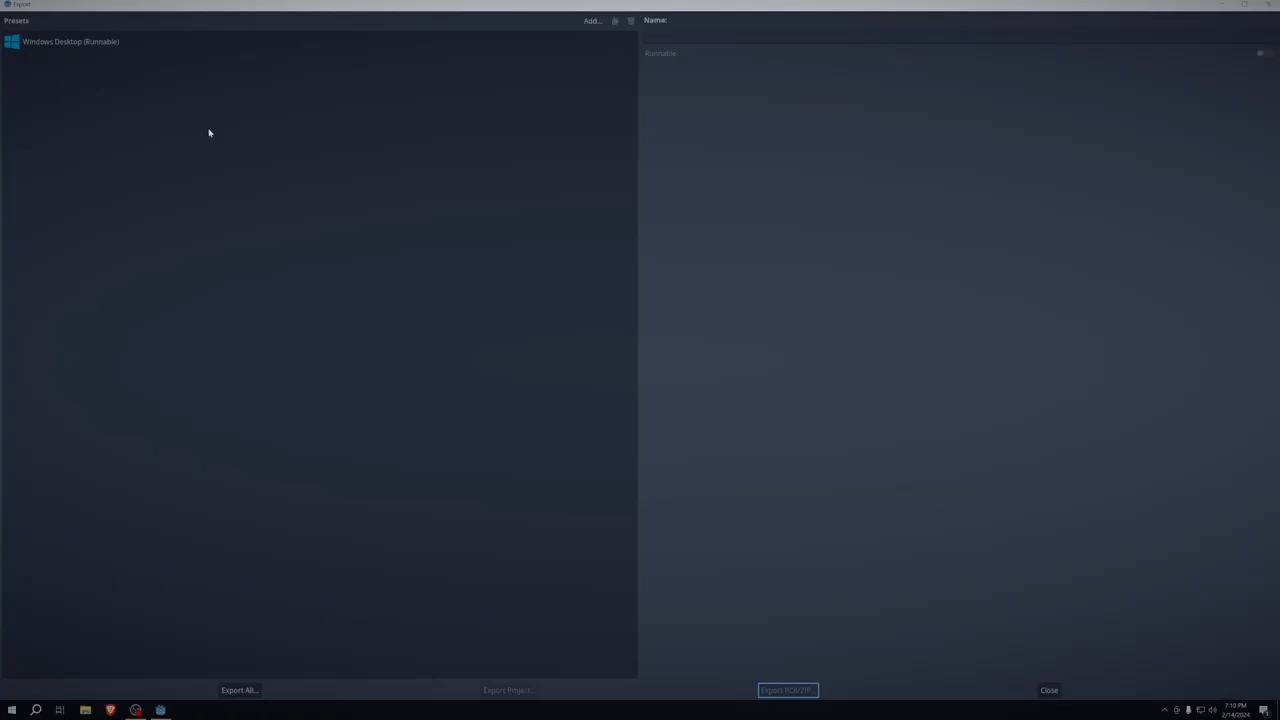 Export
Presets
Add...
Name:
Windows Desktop (Runnable)
Runnable
Export All...
Export Project...
Export PCK/ZIP...
Close
7:10 PM
2/14/2024